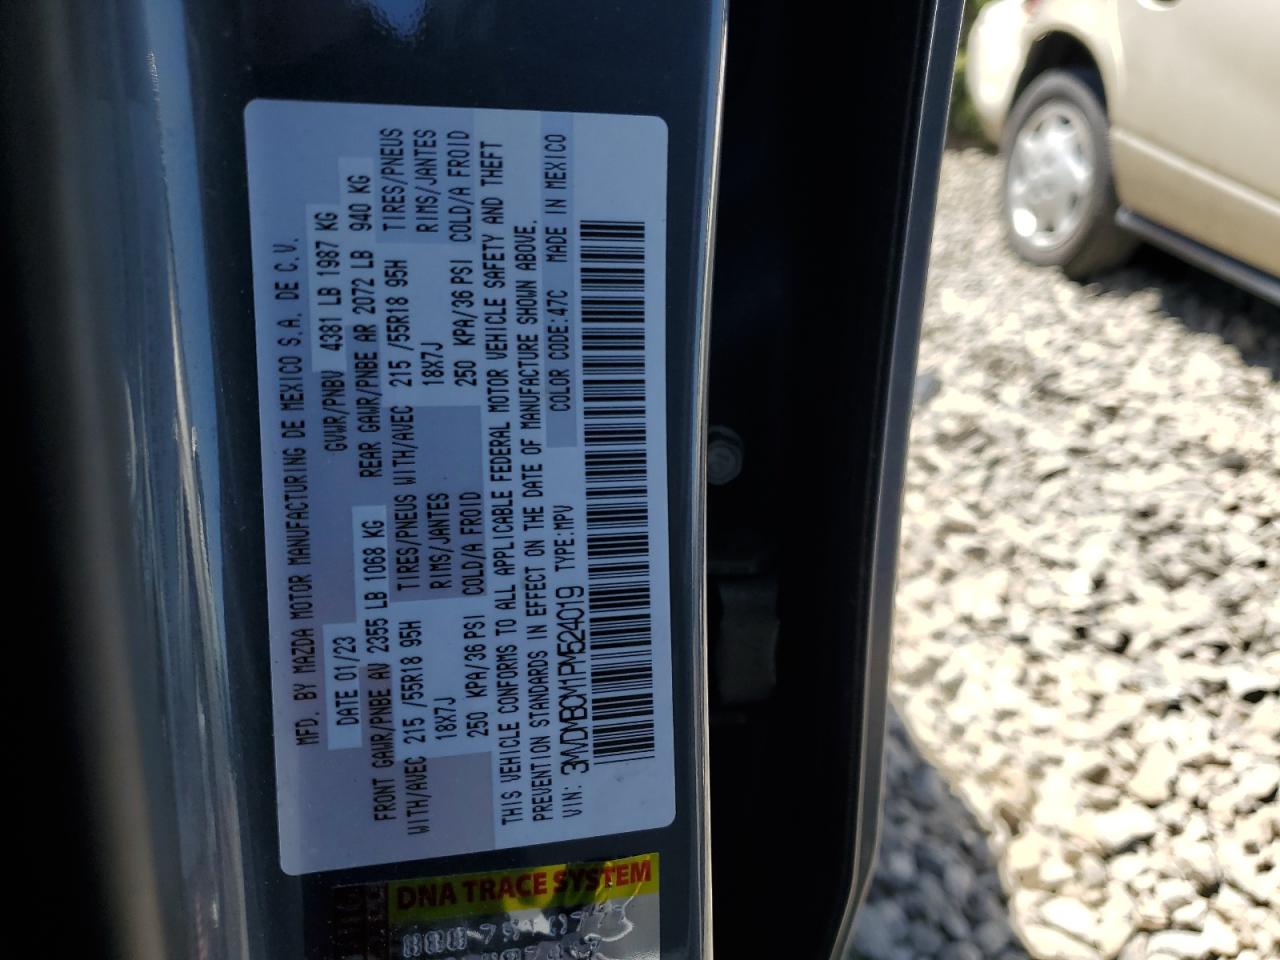 MFD. BY MAZDA MOTOR MANUFACTURING DE MEXICO S.A. DE C.V.
DATE 01/23 GVWR/PNBV 4381 LB 1987 KG
FRONT GAWR/PNBE AV 2355 LB 1068 KG REAR GAWR/PNBE AR 2072 LB 940 KG
WITH/AVEC 215 /55R18 95H TIRES/PNEUS WITH/AVEC 215 /55R18 95H TIRES/PNEUS
18X7J RIMS/JANTES 18X7J RIMS/JANTES
250 KPA/36 PSI COLD/A FROID 250 KPA/36 PSI COLD/A FROID
THIS VEHICLE CONFORMS TO ALL APPLICABLE FEDERAL MOTOR VEHICLE SAFETY AND THEFT
PREVENTION STANDARDS IN EFFECT ON THE DATE OF MANUFACTURE SHOWN ABOVE.
VIN: 3MVDMBCM1PM524019 TYPE:MPV COLOR CODE:47C MADE IN MEXICO
DNA TRACE SYSTEM